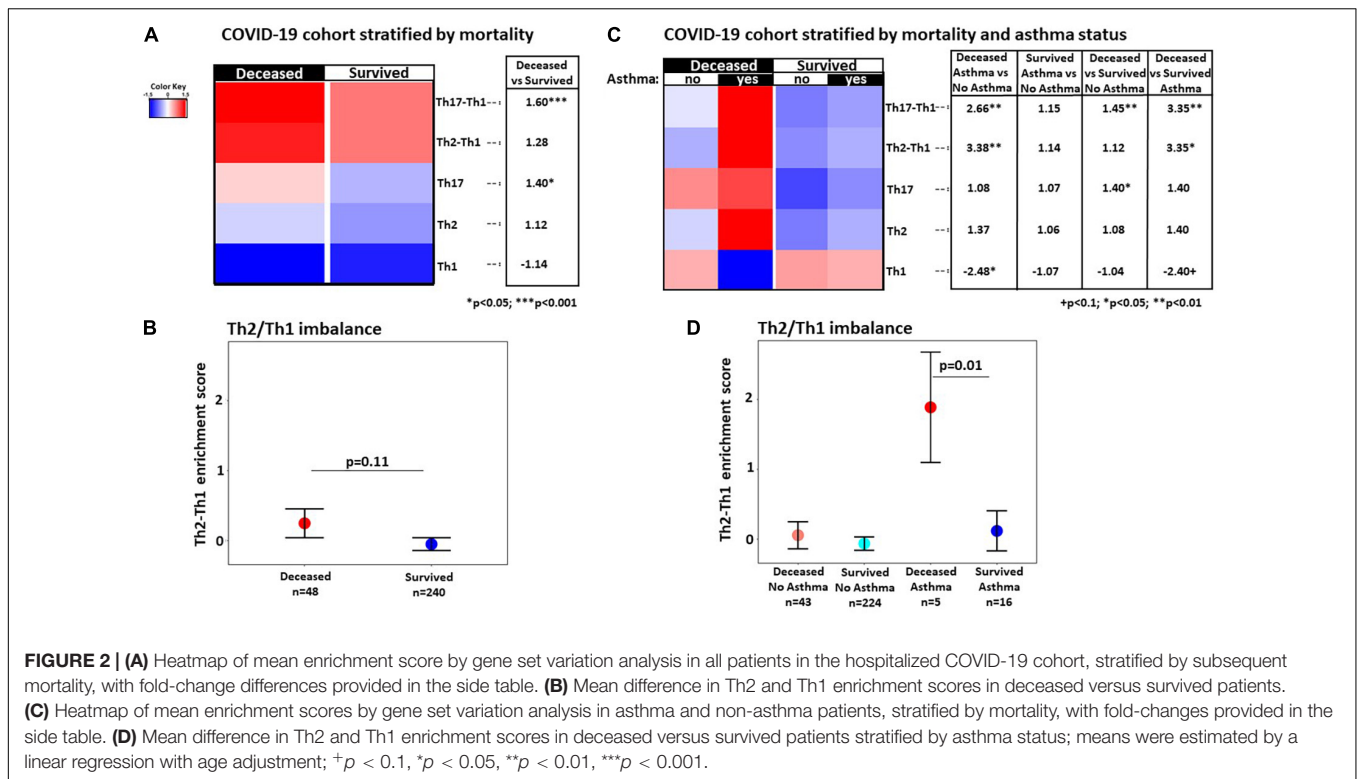 A
COVID-19 cohort stratified by mortality
Color Key
-1.5 0 1.5
Deceased Survived
Deceased
vs Survived
Th17-Th1 --: 1.60***
Th2-Th1 --: 1.28
Th17 --: 1.40*
Th2 --: 1.12
Th1 --: -1.14
*p<0.05; ***p<0.001
C
COVID-19 cohort stratified by mortality and asthma status
Deceased Survived
Asthma: no yes no yes
Deceased Survived Deceased Deceased
Asthma vs Asthma vs vs Survived vs Survived
No Asthma No Asthma No Asthma Asthma
Th17-Th1 --: 2.66** 1.15 1.45** 3.35**
Th2-Th1 --: 3.38** 1.14 1.12 3.35*
Th17 --: 1.08 1.07 1.40* 1.40
Th2 --: 1.37 1.06 1.08 1.40
Th1 --: -2.48* -1.07 -1.04 -2.40+
+p<0.1; *p<0.05; **p<0.01
B
Th2/Th1 imbalance
Th2-Th1 enrichment score
2
1
0
p=0.11
Deceased Survived
n=48 n=240
D
Th2/Th1 imbalance
Th2-Th1 enrichment score
2
1
0
p=0.01
Deceased Survived Deceased Survived
No Asthma No Asthma Asthma Asthma
n=43 n=224 n=5 n=16
FIGURE 2 | (A) Heatmap of mean enrichment score by gene set variation analysis in all patients in the hospitalized COVID-19 cohort, stratified by subsequent
mortality, with fold-change differences provided in the side table. (B) Mean difference in Th2 and Th1 enrichment scores in deceased versus survived patients.
(C) Heatmap of mean enrichment scores by gene set variation analysis in asthma and non-asthma patients, stratified by mortality, with fold-changes provided in the
side table. (D) Mean difference in Th2 and Th1 enrichment scores in deceased versus survived patients stratified by asthma status; means were estimated by a
linear regression with age adjustment; +p < 0.1, *p < 0.05, **p < 0.01, ***p < 0.001.